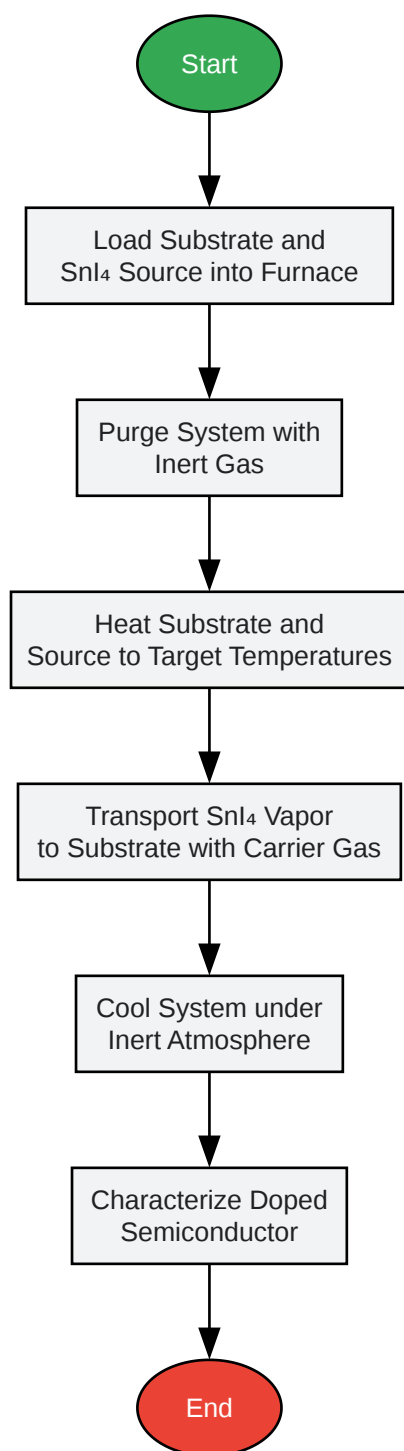 Start
Load Substrate and
SnI₄ Source into Furnace
Purge System with
Inert Gas
Heat Substrate and
Source to Target Temperatures
Transport SnI₄ Vapor
to Substrate with Carrier Gas
Cool System under
Inert Atmosphere
Characterize Doped
Semiconductor
End